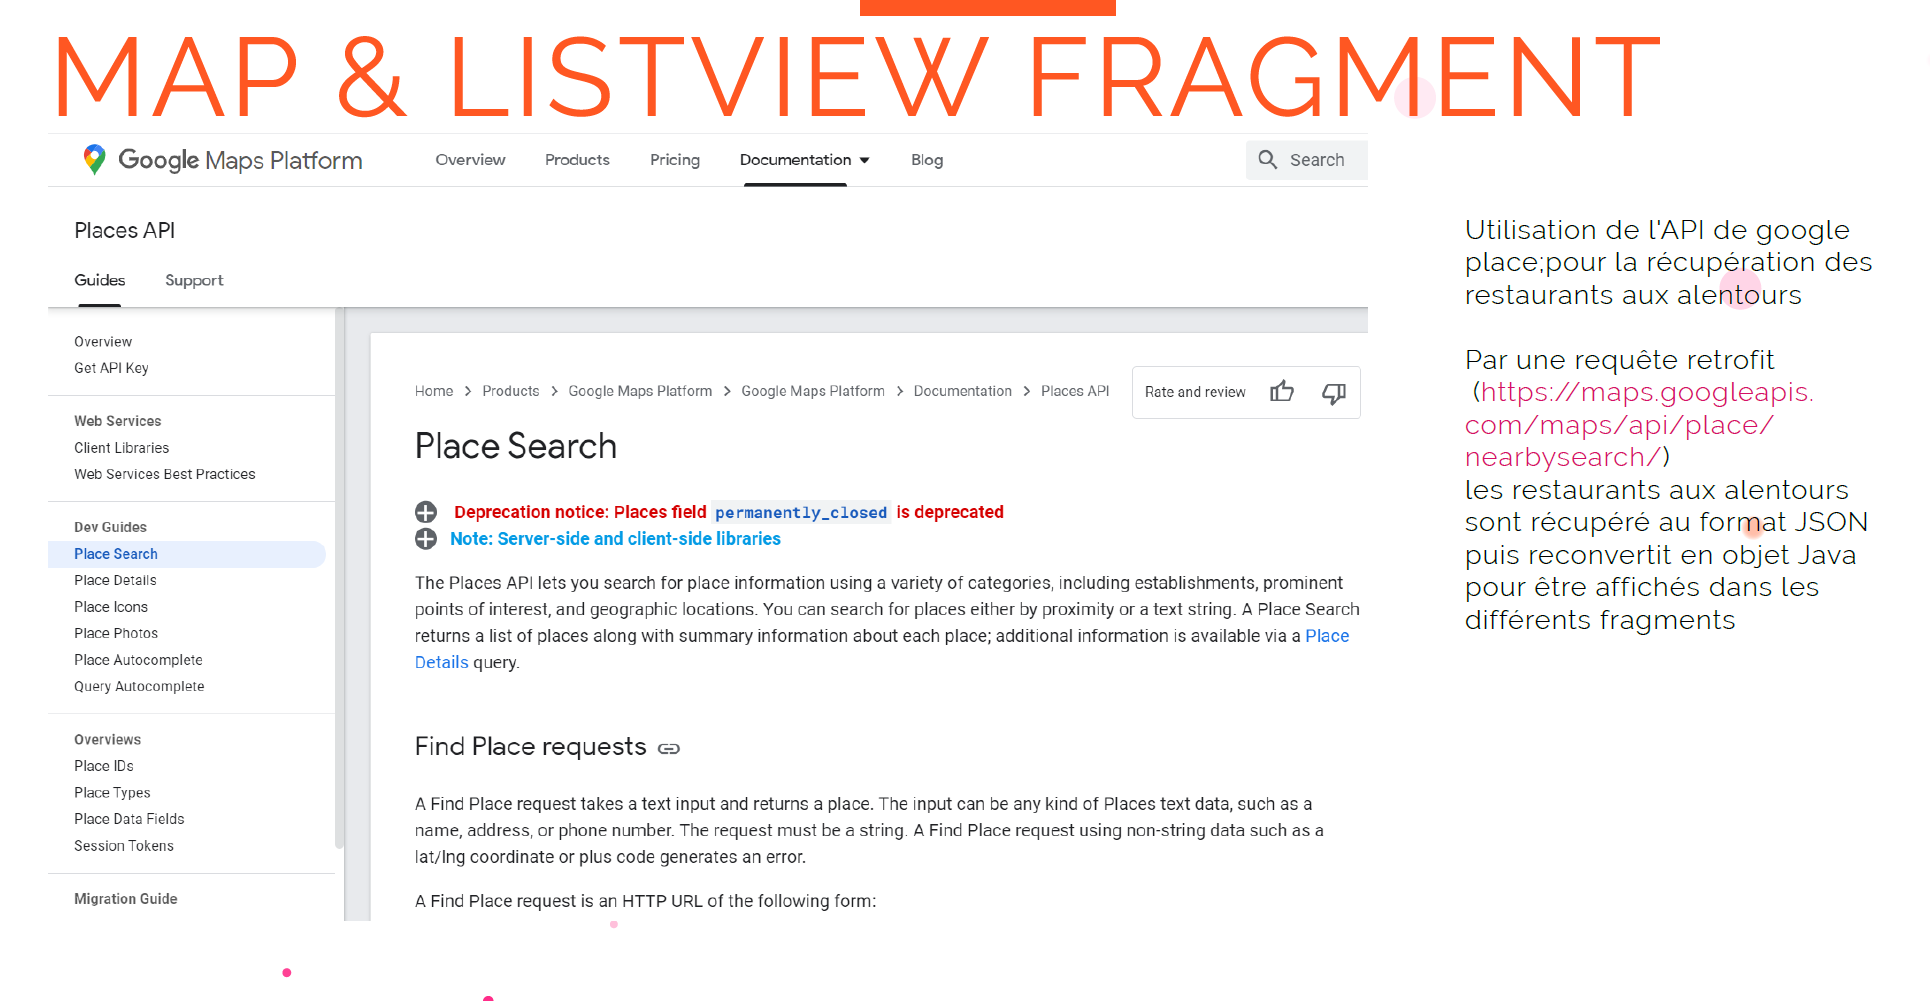 MAP & LISTVIEW FRAGMENT
Google Maps Platform
Overview
Products
Pricing
Documentation
Blog
Search
Places API
Guides
Support
Overview
Get API Key
Web Services
Client Libraries
Web Services Best Practices
Dev Guides
Place Search
Place Details
Place Icons
Place Photos
Place Autocomplete
Query Autocomplete
Overviews
Place IDs
Place Types
Place Data Fields
Session Tokens
Migration Guide
Home > Products > Google Maps Platform > Google Maps Platform > Documentation > Places API
Rate and review
Place Search
Deprecation notice: Places field permanently_closed is deprecated
Note: Server-side and client-side libraries
The Places API lets you search for place information using a variety of categories, including establishments, prominent
points of interest, and geographic locations. You can search for places either by proximity or a text string. A Place Search
returns a list of places along with summary information about each place; additional information is available via a Place
Details query.
Find Place requests
A Find Place request takes a text input and returns a place. The input can be any kind of Places text data, such as a
name, address, or phone number. The request must be a string. A Find Place request using non-string data such as a
lat/lng coordinate or plus code generates an error.
A Find Place request is an HTTP URL of the following form:
Utilisation de l'API de google
place;pour la récupération des
restaurants aux alentours
Par une requête retrofit
(https://maps.googleapis.
com/maps/api/place/
nearbysearch/)
les restaurants aux alentours
sont récupéré au format JSON
puis reconvertit en objet Java
pour être affichés dans les
différents fragments